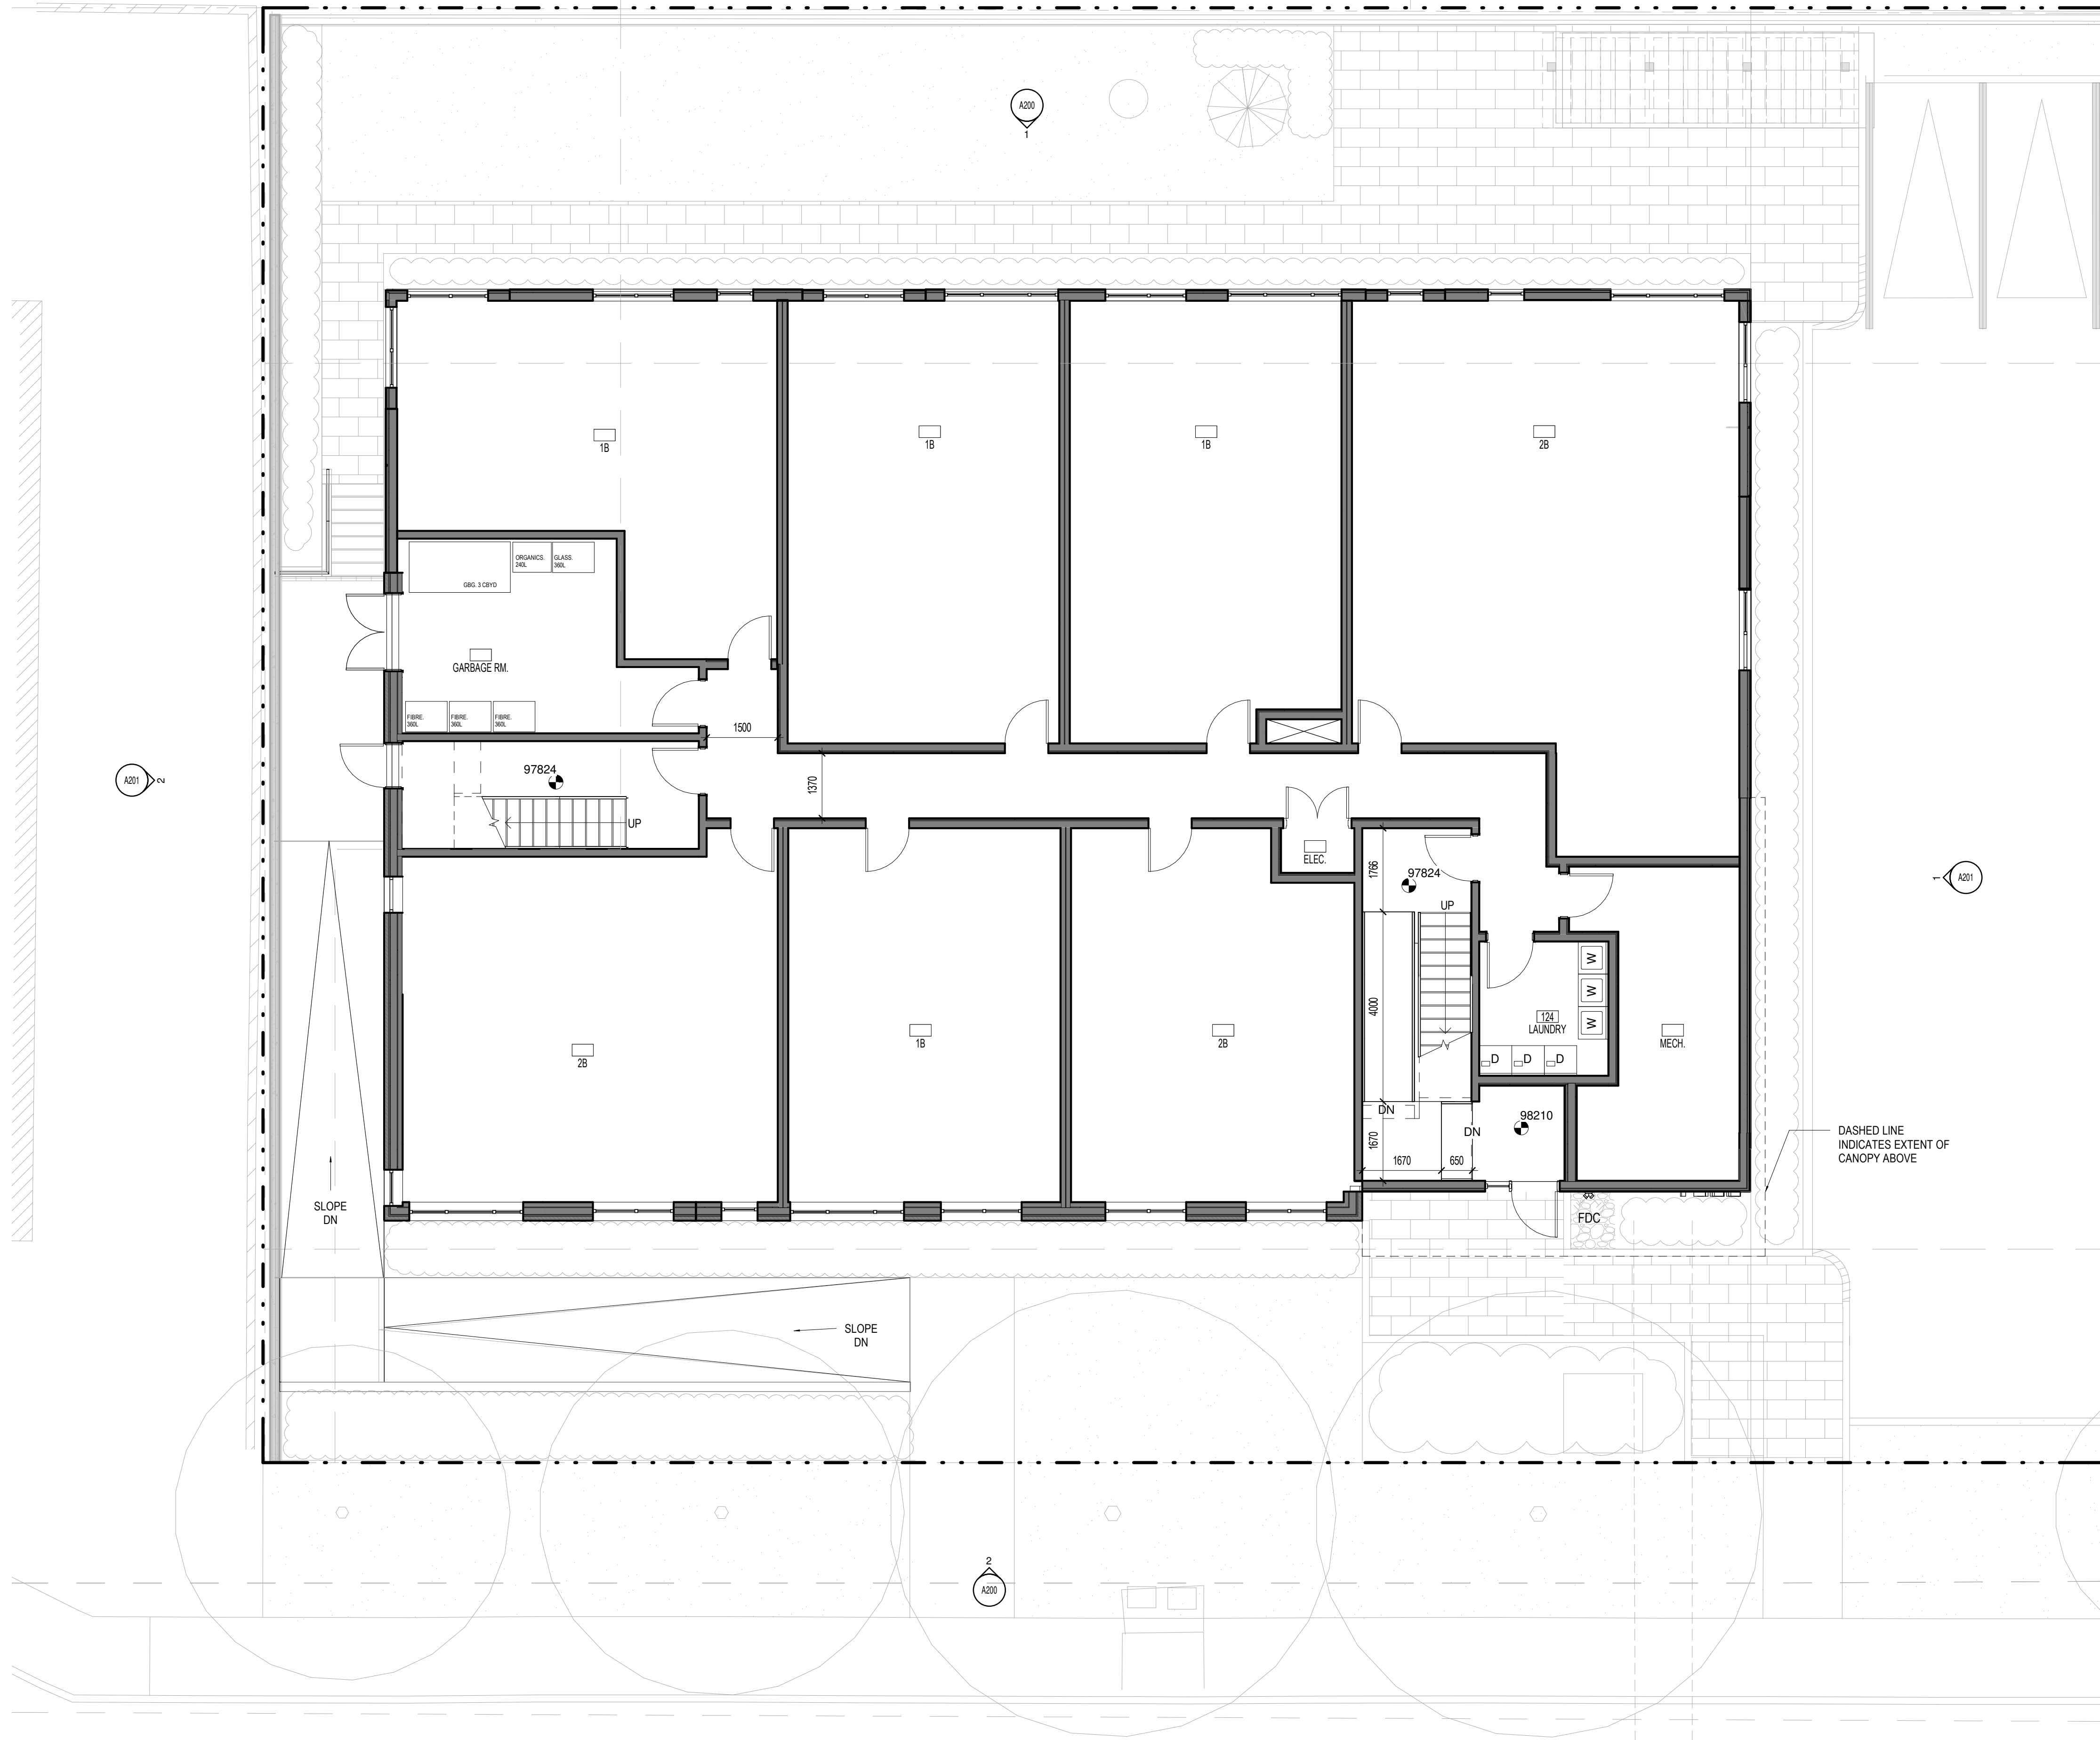 A200
1
1B
1B
1B
2B
ORGANICS.
240L
GLASS.
360L
GBG. 3 CBYD
GARBAGE RM.
FIBRE.
360L
FIBRE.
360L
FIBRE.
360L
1500
97824
UP
1370
A201
2
ELEC.
1766
97824
UP
A201
1
4000
W
W
W
124
LAUNDRY
D
D
D
MECH.
2B
1B
2B
DN
98210
DN
1670
1670
650
DASHED LINE
INDICATES EXTENT OF
CANOPY ABOVE
SLOPE
DN
FDC
SLOPE
DN
2
A200